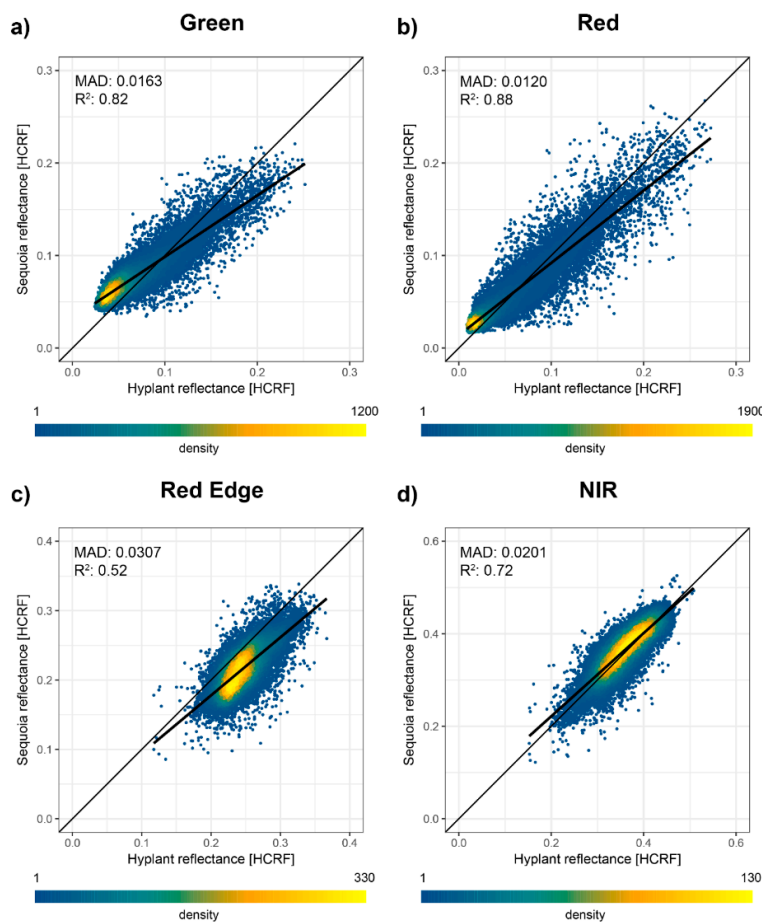 a)
Green
MAD: 0.0163
R²: 0.82
0.3
0.2
0.1
0.0
Sequoia reflectance [HCRF]
0.0 0.1 0.2 0.3
Hyplant reflectance [HCRF]
1 1200
density
b)
Red
MAD: 0.0120
R²: 0.88
0.3
0.2
0.1
0.0
Sequoia reflectance [HCRF]
0.0 0.1 0.2 0.3
Hyplant reflectance [HCRF]
1 1900
density
c)
Red Edge
MAD: 0.0307
R²: 0.52
0.4
0.3
0.2
0.1
0.0
Sequoia reflectance [HCRF]
0.0 0.1 0.2 0.3 0.4
Hyplant reflectance [HCRF]
1 330
density
d)
NIR
MAD: 0.0201
R²: 0.72
0.6
0.4
0.2
0.0
Sequoia reflectance [HCRF]
0.0 0.2 0.4 0.6
Hyplant reflectance [HCRF]
1 130
density